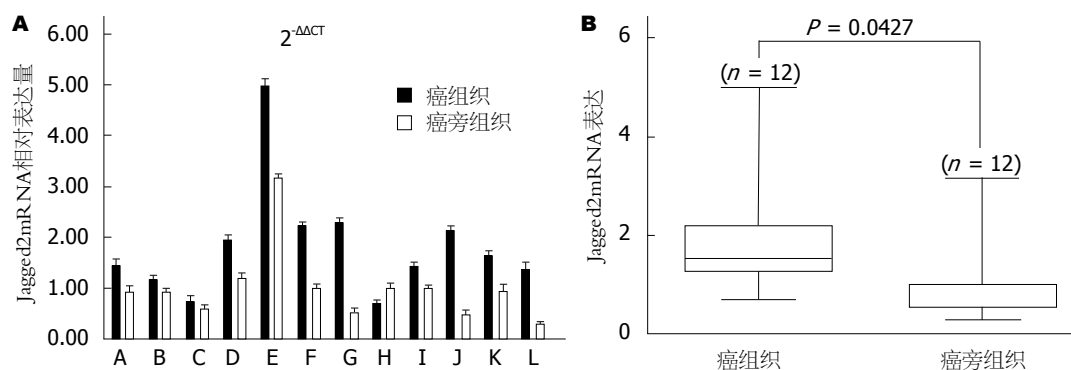 A
2-ΔΔCT
Jagged2mRNA相对表达量
6.00
5.00
4.00
3.00
2.00
1.00
0.00
癌组织
癌旁组织
A B C D E F G H I J K L
B
P = 0.0427
(n = 12)
(n = 12)
Jagged2mRNA表达
6
4
2
0
癌组织 癌旁组织